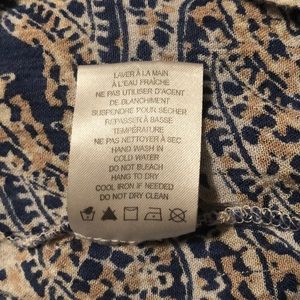 LAVER À LA MAIN
À L'EAU FRAÎCHE
NE PAS UTILISER D'ACENT
DE BLANCHIMENT
SUSPENDRE POUR SÉCHER
REPASSER À BASSE
TEMPÉRATURE
NE PAS NETTOYER À SEC
HAND WASH IN
COLD WATER
DO NOT BLEACH
HANG TO DRY
COOL IRON IF NEEDED
DO NOT DRY CLEAN